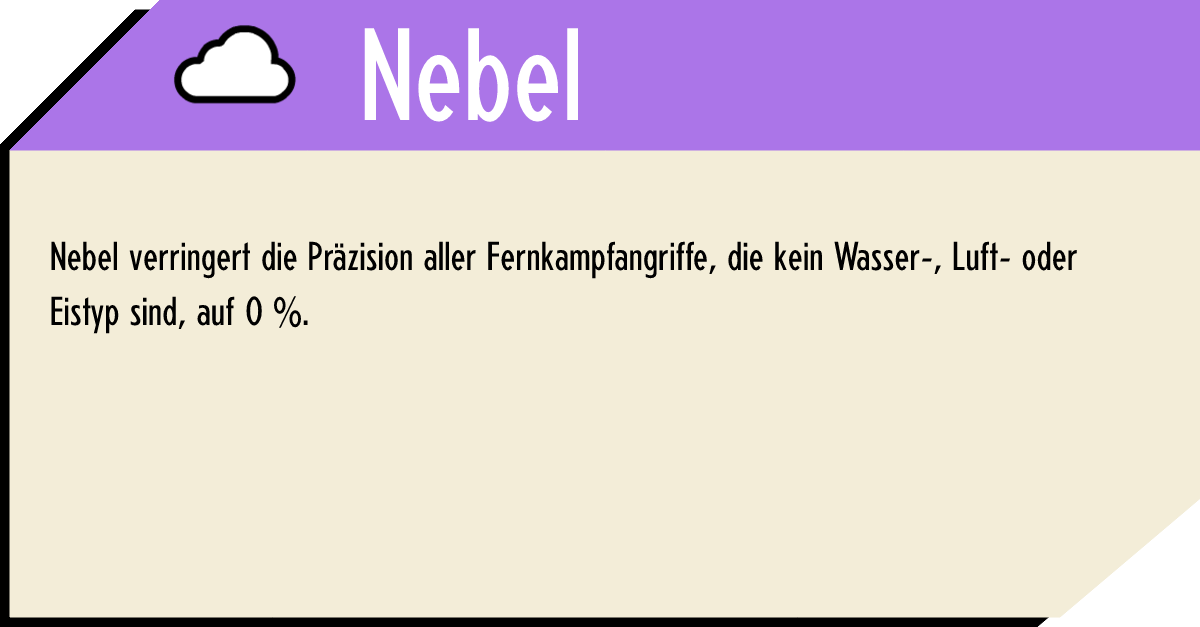 Nebel
Nebel verringert die Präzision aller Fernkampfangriffe, die kein Wasser-, Luft- oder
Eistyp sind, auf 0 %.